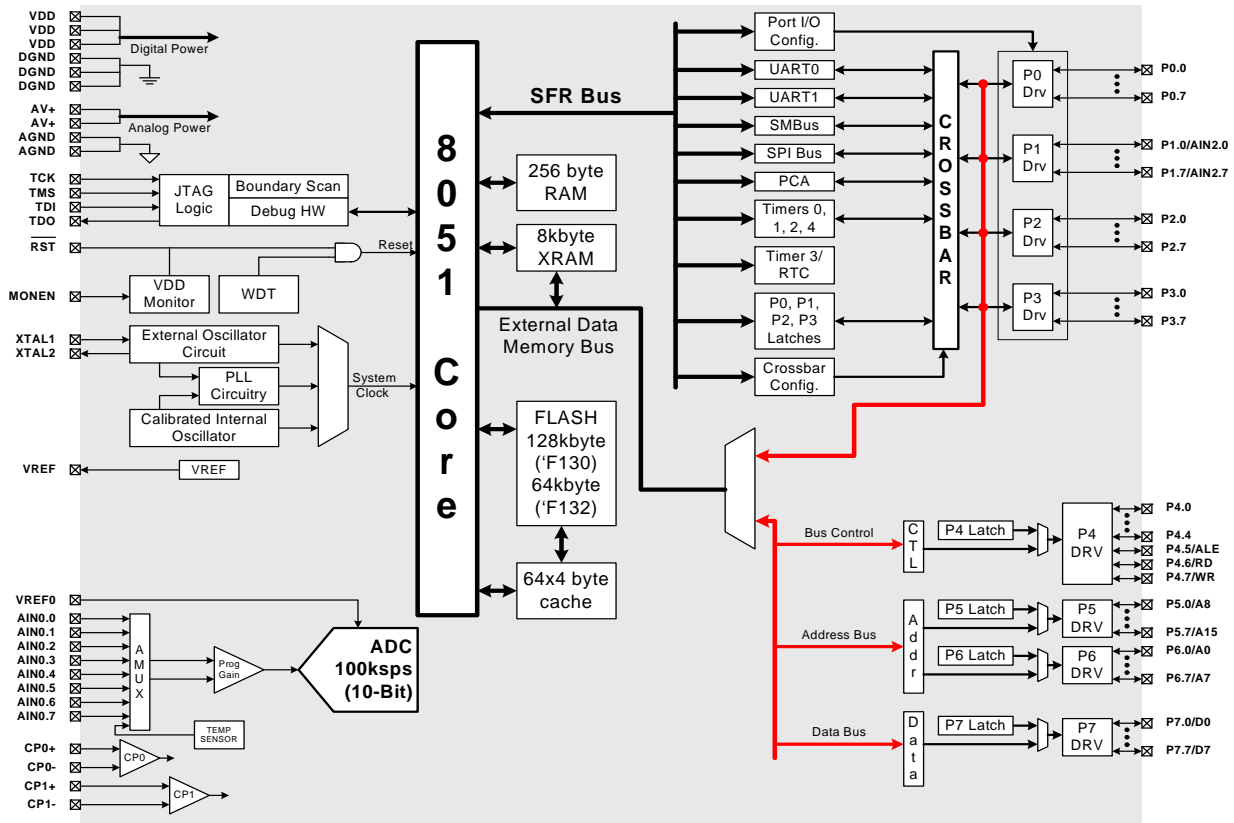 VDD
VDD
VDD
Digital Power
DGND
DGND
DGND
AV+
AV+
Analog Power
AGND
AGND
TCK
TMS
TDI
TDO
JTAG
Logic
Boundary Scan
Debug HW
RST
Reset
MONEN
VDD
Monitor
WDT
XTAL1
XTAL2
External Oscillator
Circuit
PLL
Circuitry
Calibrated Internal
Oscillator
System
Clock
VREF
VREF
VREF0
AIN0.0
AIN0.1
AIN0.2
AIN0.3
AIN0.4
AIN0.5
AIN0.6
AIN0.7
A
M
U
X
Prog
Gain
ADC
100ksps
(10-Bit)
TEMP
SENSOR
CP0+
CP0-
CP0
CP1+
CP1-
CP1
8
0
5
1
C
o
r
e
SFR Bus
256 byte
RAM
8kbyte
XRAM
External Data
Memory Bus
FLASH
128kbyte
('F130)
64kbyte
('F132)
64x4 byte
cache
Port I/O
Config.
UART0
UART1
SMBus
SPI Bus
PCA
Timers 0,
1, 2, 4
Timer 3/
RTC
P0, P1,
P2, P3
Latches
Crossbar
Config.
C
R
O
S
S
B
A
R
P0
Drv
P1
Drv
P2
Drv
P3
Drv
P0.0
P0.7
P1.0/AIN2.0
P1.7/AIN2.7
P2.0
P2.7
P3.0
P3.7
Bus Control
C
T
L
P4 Latch
P4
DRV
P4.0
P4.4
P4.5/ALE
P4.6/RD
P4.7/WR
Address Bus
A
d
d
r
P5 Latch
P5
DRV
P5.0/A8
P5.7/A15
P6 Latch
P6
DRV
P6.0/A0
P6.7/A7
Data Bus
D
a
t
a
P7 Latch
P7
DRV
P7.0/D0
P7.7/D7